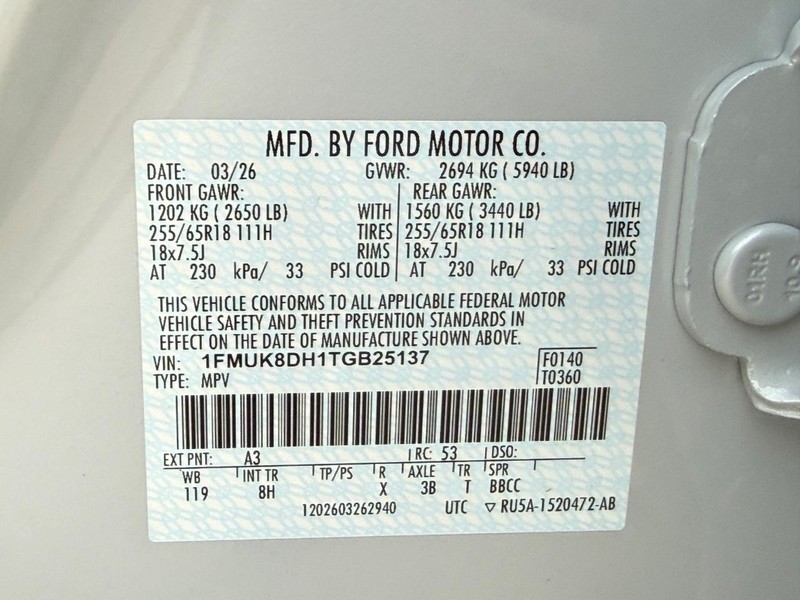 MFD. BY FORD MOTOR CO.
DATE: 03/26 GVWR: 2694 KG ( 5940 LB)
FRONT GAWR: REAR GAWR:
1202 KG ( 2650 LB) WITH 1560 KG ( 3440 LB) WITH
255/65R18 111H TIRES 255/65R18 111H TIRES
18x7.5J RIMS 18x7.5J RIMS
AT 230 kPa/ 33 PSI COLD AT 230 kPa/ 33 PSI COLD
THIS VEHICLE CONFORMS TO ALL APPLICABLE FEDERAL MOTOR
VEHICLE SAFETY AND THEFT PREVENTION STANDARDS IN
EFFECT ON THE DATE OF MANUFACTURE SHOWN ABOVE.
VIN: 1FMUK8DH1TGB25137 F0140
TYPE: MPV T0360
EXT PNT: A3 RC: 53 DSO:
WB INT TR TP/PS R AXLE TR SPR
119 8H X 3B T BBCC
1202603262940 UTC ▽ RU5A-1520472-AB
10.9